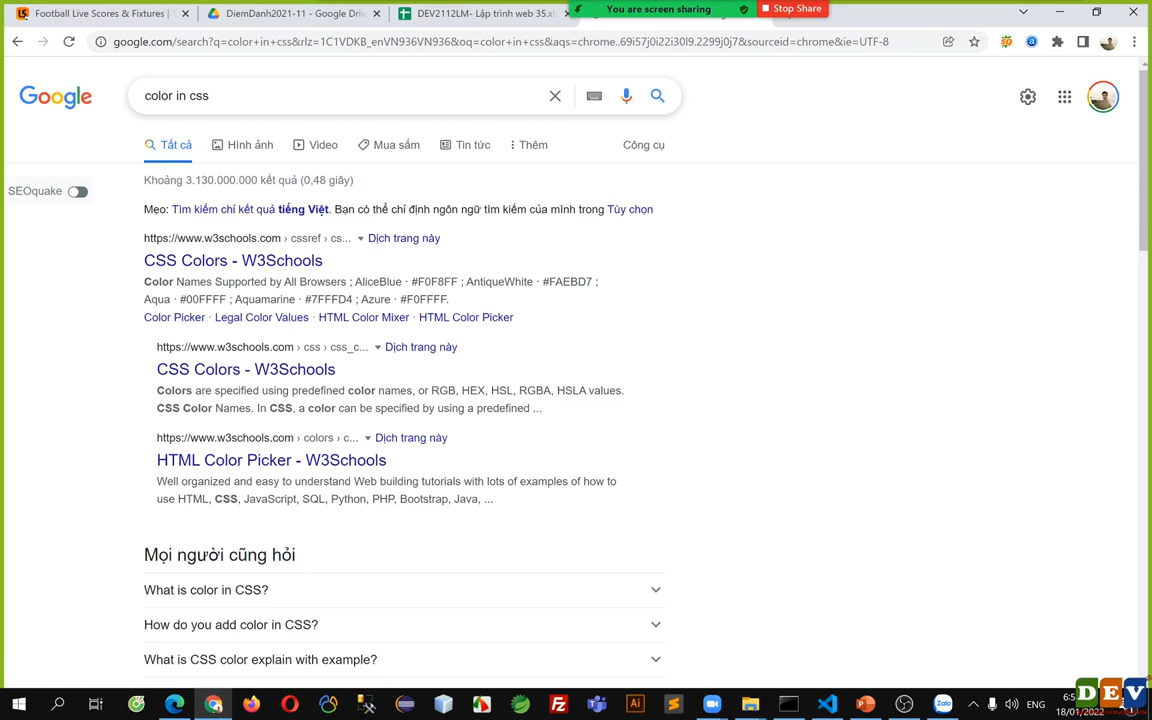 Football Live Scores & Fixtures |
DiemDanh2021-11 - Google Driv
DEV2112LM- Lập trình web 35.xls
You are screen sharing
Stop Share
google.com/search?q=color+in+css&rlz=1C1VDKB_enVN936VN936&oq=color+in+css&aqs=chrome..69i57j0i22i30l9.2299j0j7&sourceid=chrome&ie=UTF-8
Google
color in css
Tất cả
Hình ảnh
Video
Mua sắm
Tin tức
Thêm
Công cụ
Khoảng 3.130.000.000 kết quả (0,48 giây)
SEOquake
Mẹo: Tìm kiếm chỉ kết quả tiếng Việt. Bạn có thể chỉ định ngôn ngữ tìm kiếm của mình trong Tùy chọn
https://www.w3schools.com › cssref › cs... Dịch trang này
CSS Colors - W3Schools
Color Names Supported by All Browsers ; AliceBlue · #F0F8FF ; AntiqueWhite · #FAEBD7 ;
Aqua · #00FFFF ; Aquamarine · #7FFFD4 ; Azure · #F0FFFF.
Color Picker · Legal Color Values · HTML Color Mixer · HTML Color Picker
https://www.w3schools.com › css › css_c... Dịch trang này
CSS Colors - W3Schools
Colors are specified using predefined color names, or RGB, HEX, HSL, RGBA, HSLA values.
CSS Color Names. In CSS, a color can be specified by using a predefined ...
https://www.w3schools.com › colors › c... Dịch trang này
HTML Color Picker - W3Schools
Well organized and easy to understand Web building tutorials with lots of examples of how to
use HTML, CSS, JavaScript, SQL, Python, PHP, Bootstrap, Java, ...
Mọi người cũng hỏi
What is color in CSS?
How do you add color in CSS?
What is CSS color explain with example?
ENG
18/01/2022
DEV